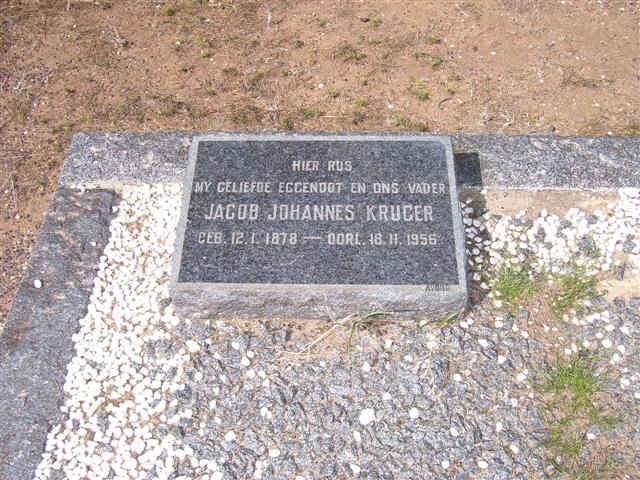 HIER RUS
MY GELIEFDE EGGENOOT EN ONS VADER
JACOB JOHANNES KRUGER
GEB. 12.1.1878 — OORL. 18.11.1956